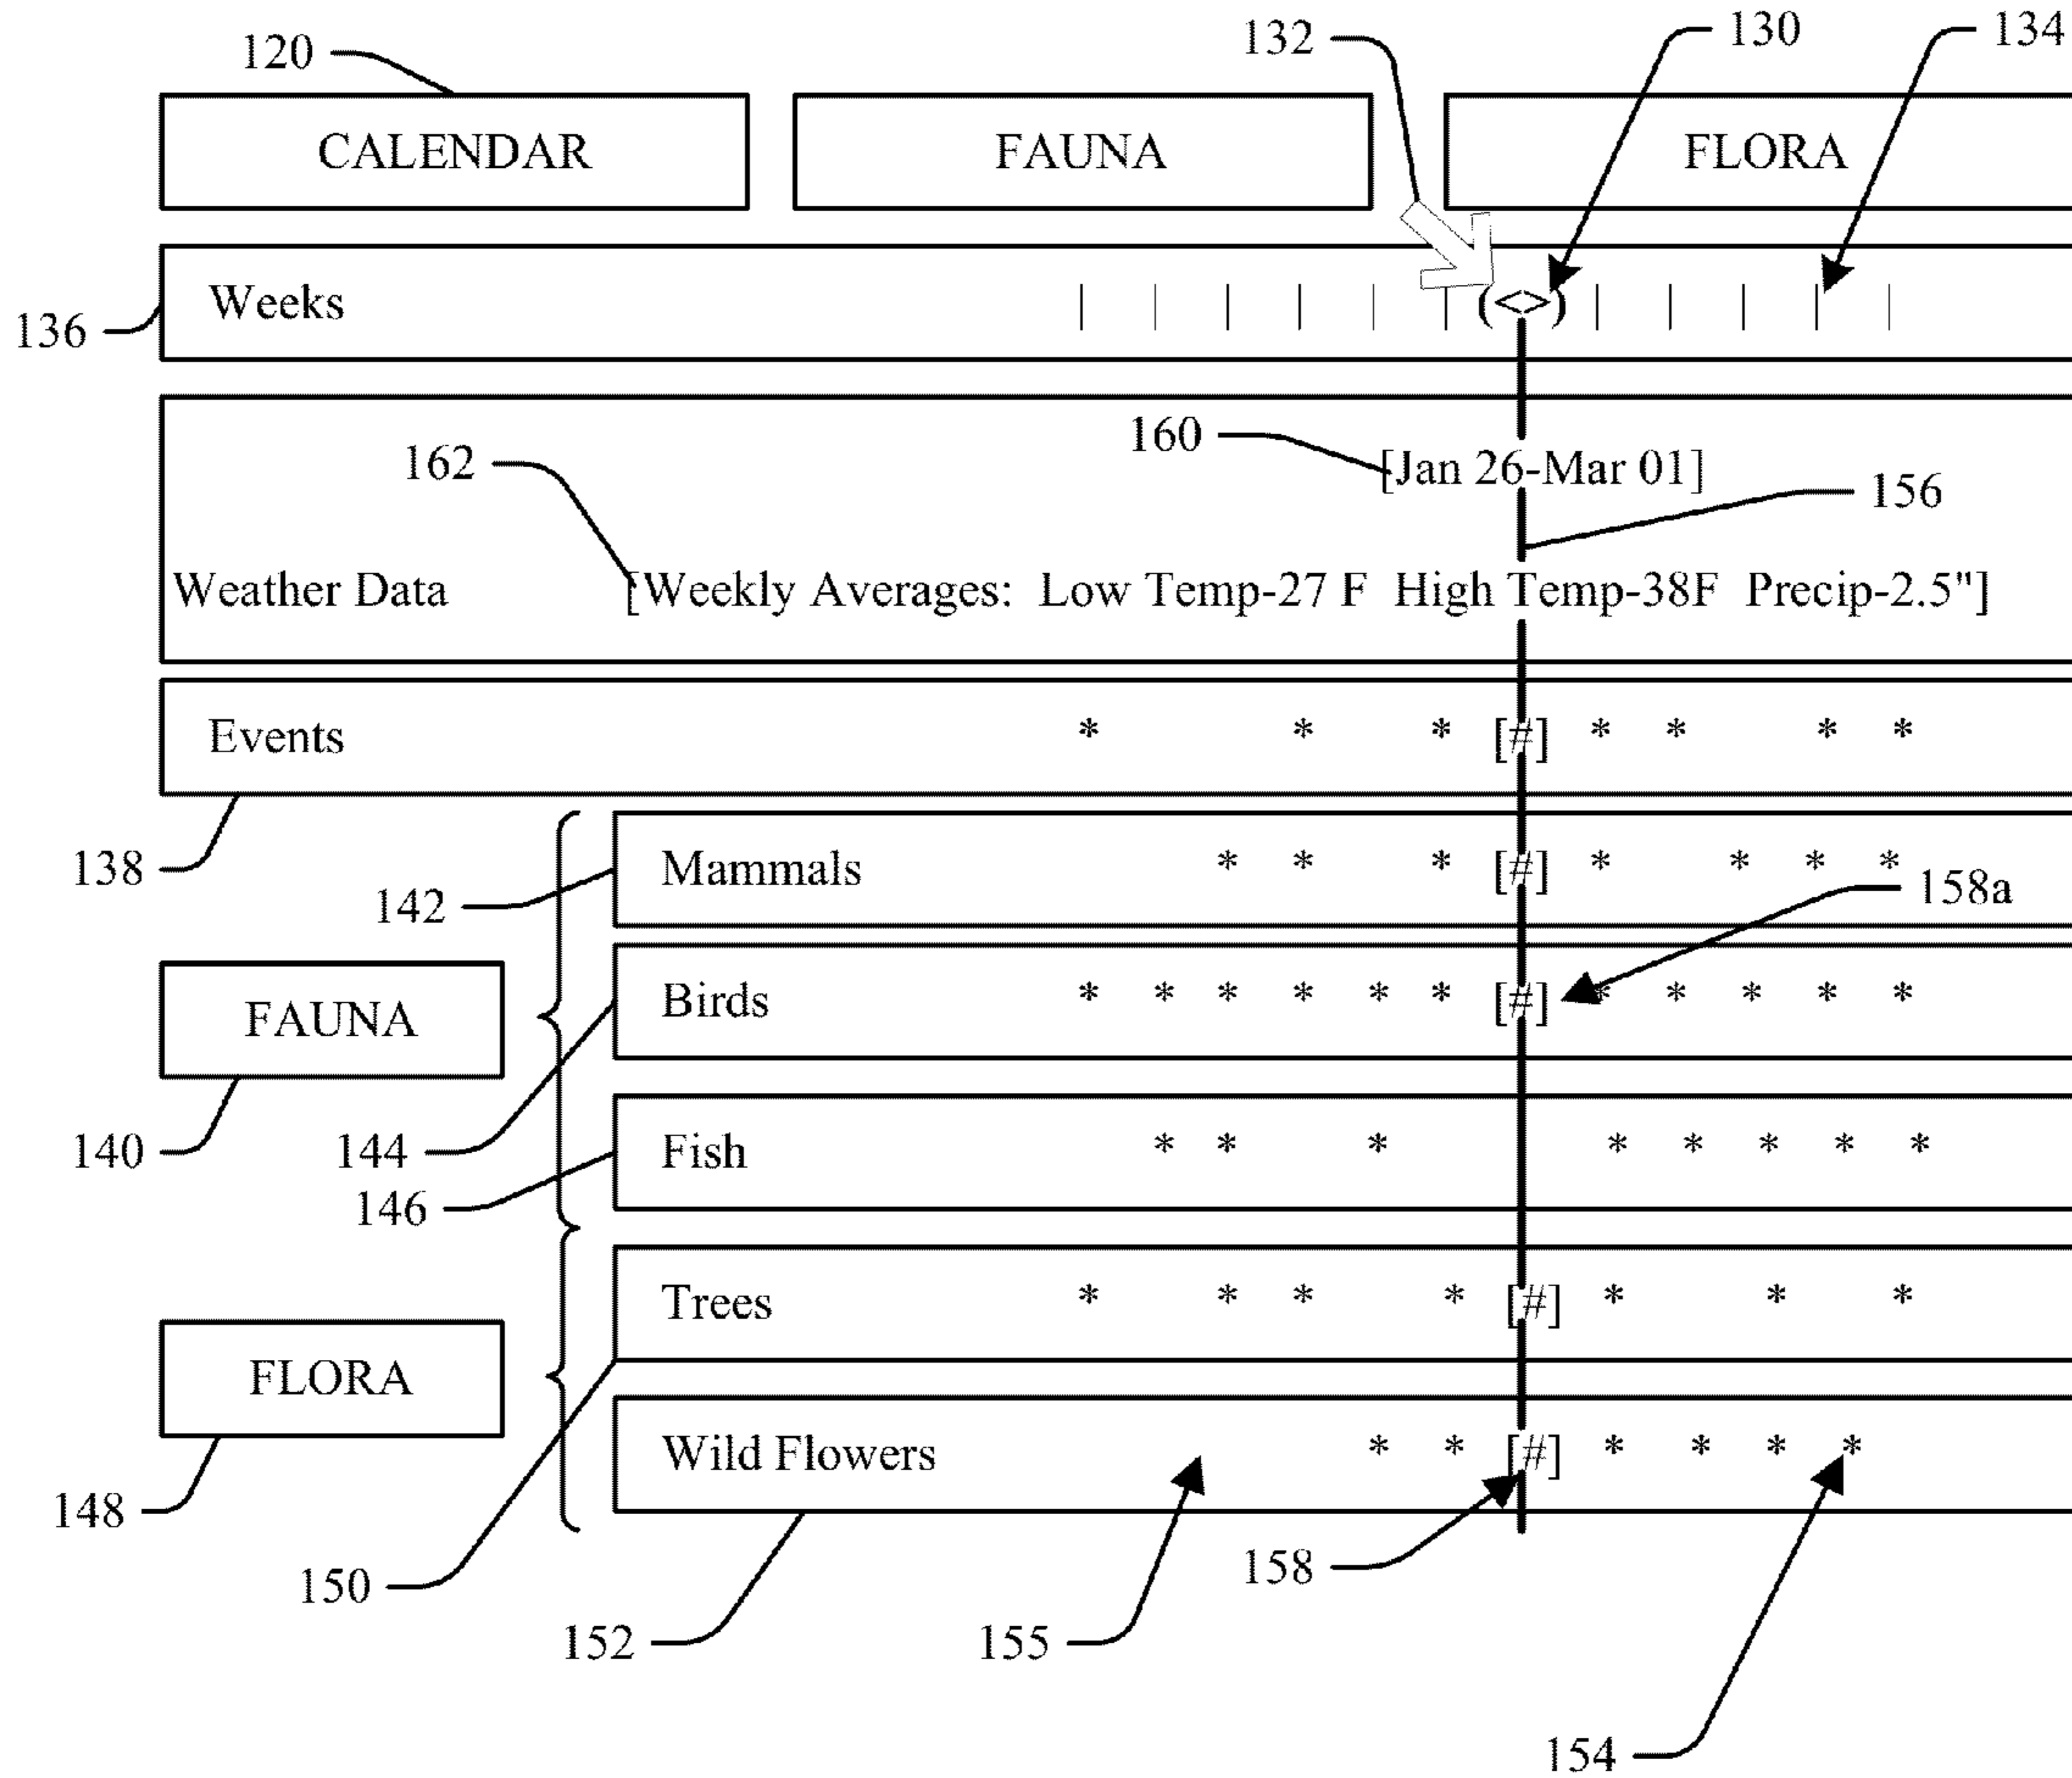 120 132 130 134
CALENDAR FAUNA FLORA
136 Weeks | | | | | | (<>) | | | | |
160 [Jan 26-Mar 01]
162 156
Weather Data [Weekly Averages: Low Temp-27 F High Temp-38F Precip-2.5"]
Events * * * [#] * * * *
138
142 Mammals * * * [#] * * * *
158a
FAUNA
144 Birds * * * * * * [#] * * * * *
140
146 Fish * * * * * * * *
Trees * * * * [#] * * *
FLORA
Wild Flowers * * [#] * * * *
148
150
152 155 158
154